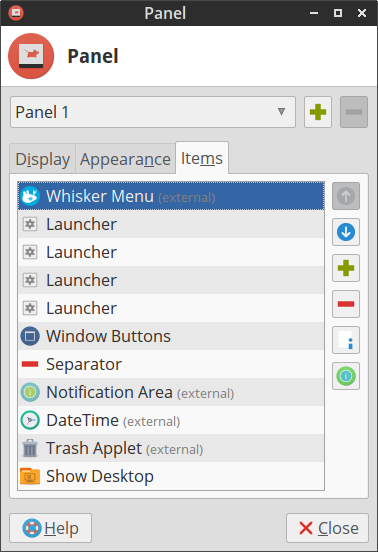 Panel
Panel
Panel 1
Display Appearance Items
Whisker Menu (external)
Launcher
Launcher
Launcher
Launcher
Window Buttons
Separator
Notification Area (external)
DateTime (external)
Trash Applet (external)
Show Desktop
Help Close